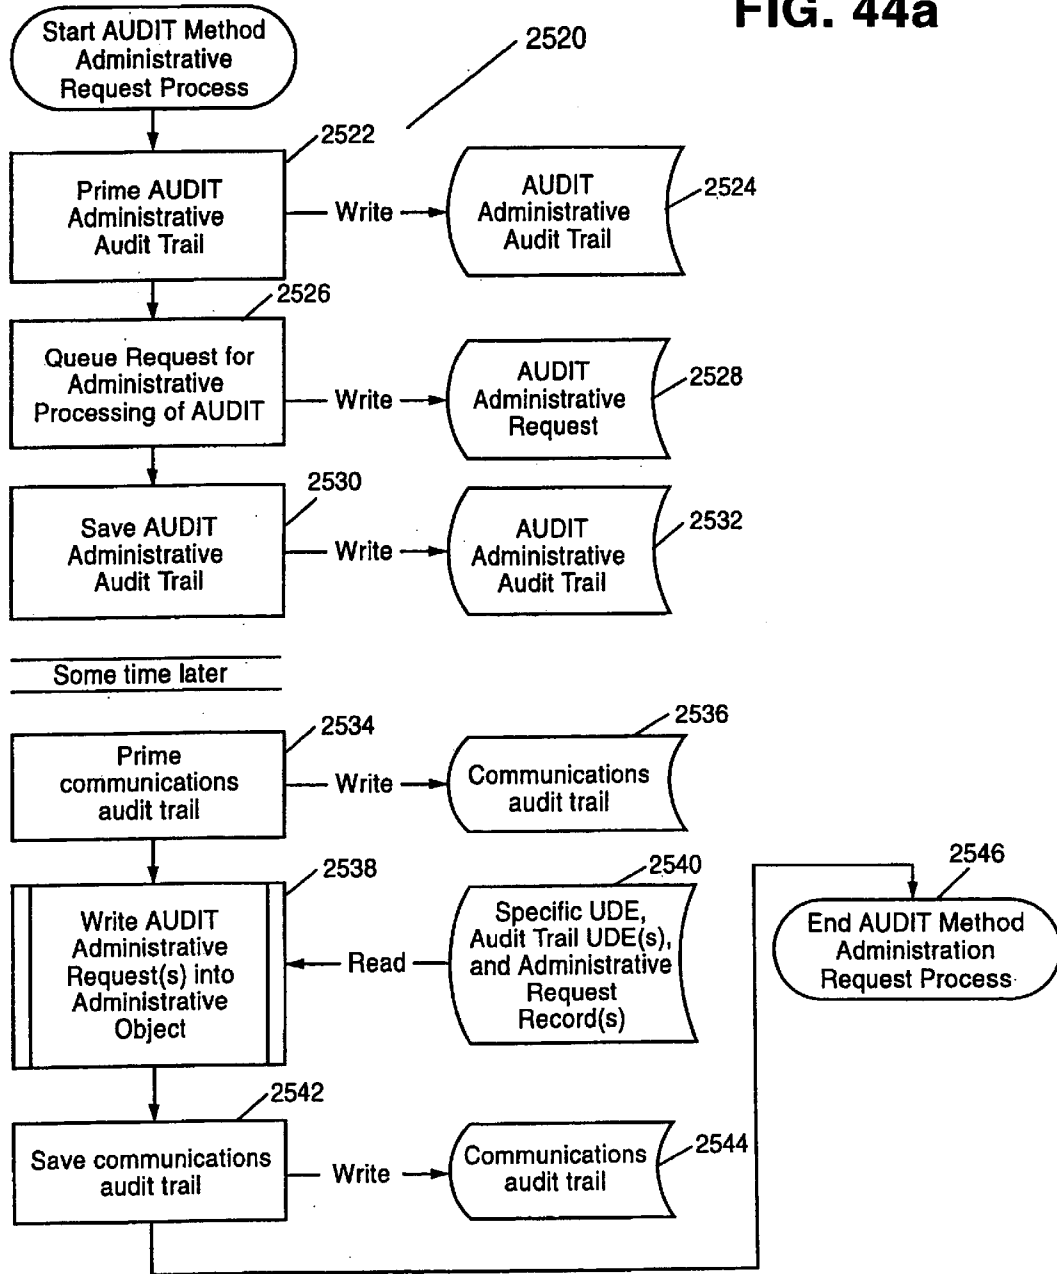 FIG. 44a
Start AUDIT Method
Administrative
Request Process
2520
2522
Prime AUDIT
Administrative
Audit Trail
Write
AUDIT
Administrative
Audit Trail
2524
2526
Queue Request for
Administrative
Processing of AUDIT
Write
AUDIT
Administrative
Request
2528
2530
Save AUDIT
Administrative
Audit Trail
Write
AUDIT
Administrative
Audit Trail
2532
Some time later
2534
Prime
communications
audit trail
Write
2536
Communications
audit trail
2538
Write AUDIT
Administrative
Request(s) into
Administrative
Object
Read
2540
Specific UDE,
Audit Trail UDE(s),
and Administrative
Request
Record(s)
2546
End AUDIT Method
Administration
Request Process
2542
Save communications
audit trail
Write
Communications
audit trail
2544